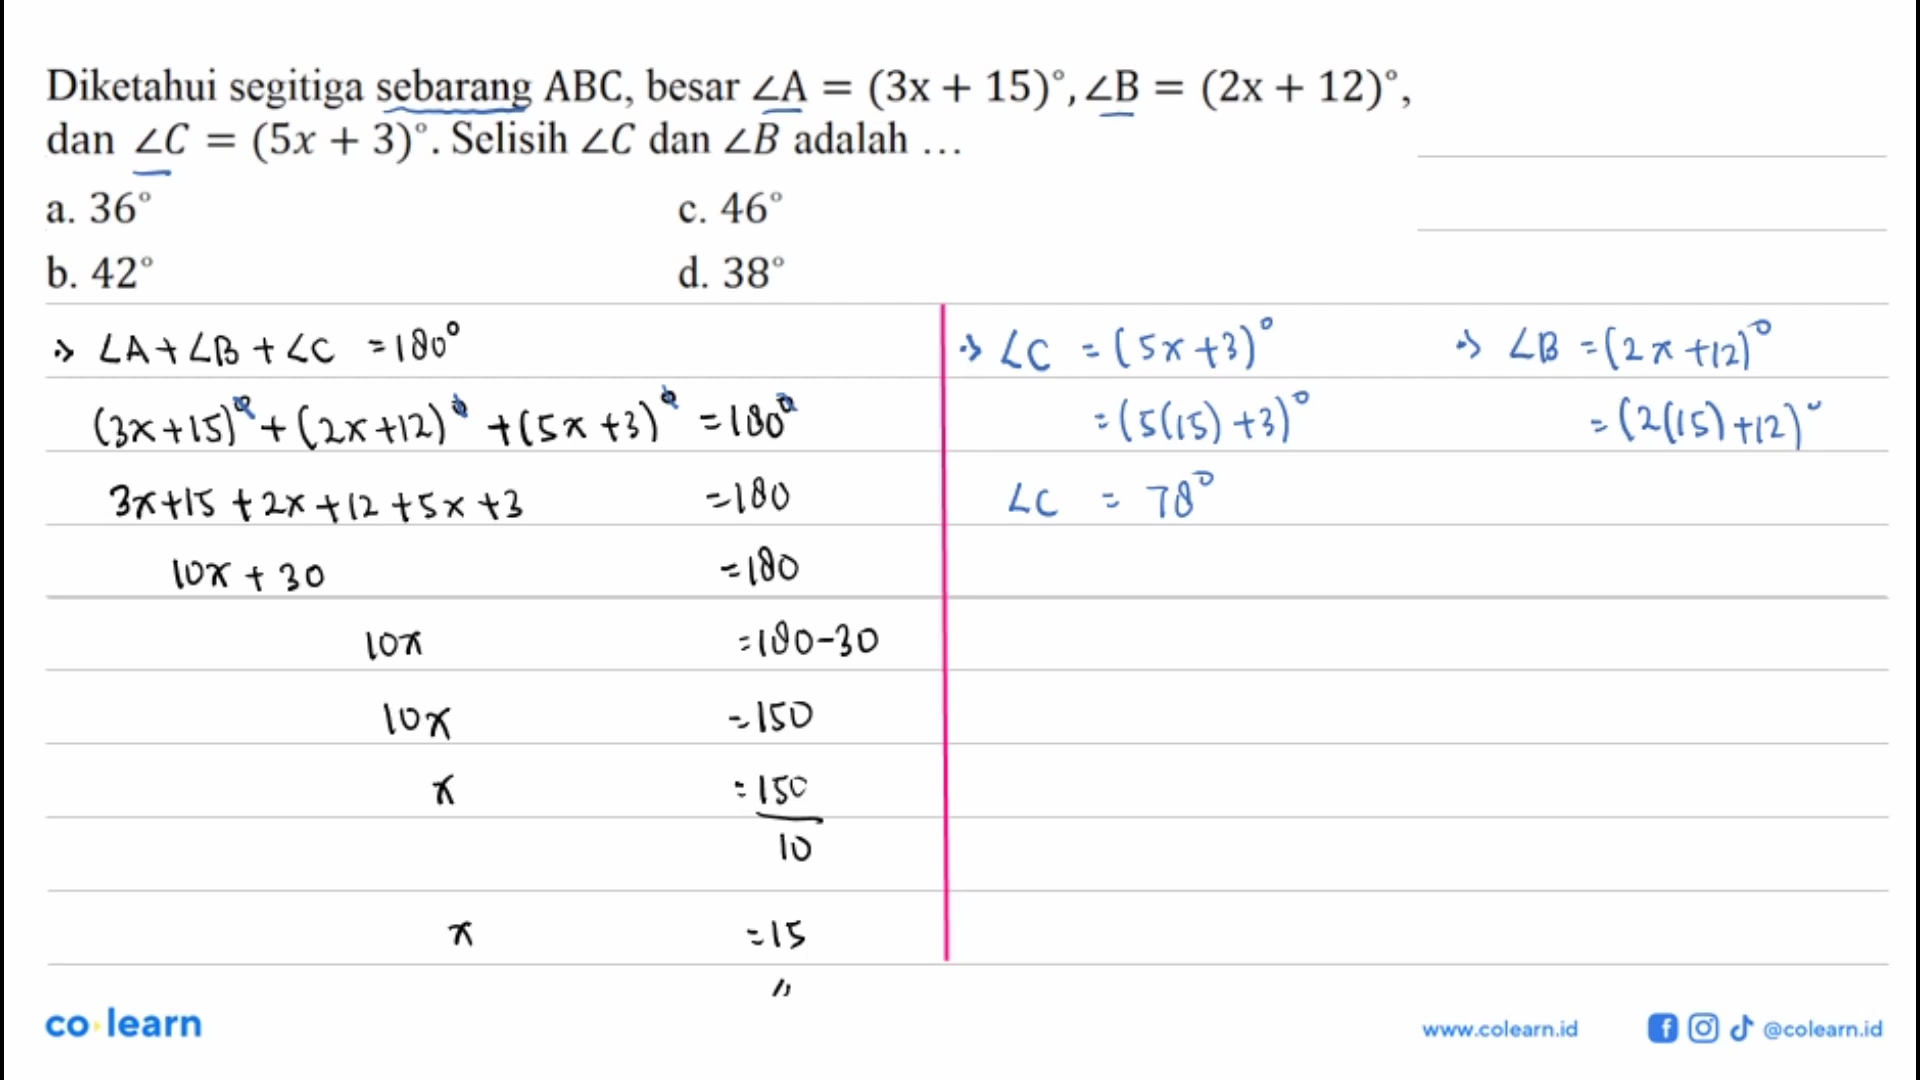 Diketahui segitiga sebarang ABC, besar ∠A = (3x + 15)°, ∠B = (2x + 12)°,
dan ∠C = (5x + 3)°. Selisih ∠C dan ∠B adalah ...
a. 36°
c. 46°
b. 42°
d. 38°
∠A + ∠B + ∠C = 180°
(3x+15)° + (2x+12)° + (5x+3)° = 180°
3x+15 + 2x+12 + 5x+3 = 180
10x + 30 = 180
10x = 180-30
10x = 150
x = 150/10
x = 15
∠C = (5x+3)°
= (5(15)+3)°
∠C = 78°
∠B = (2x+12)°
= (2(15)+12)°
co learn
www.colearn.id
@colearn.id